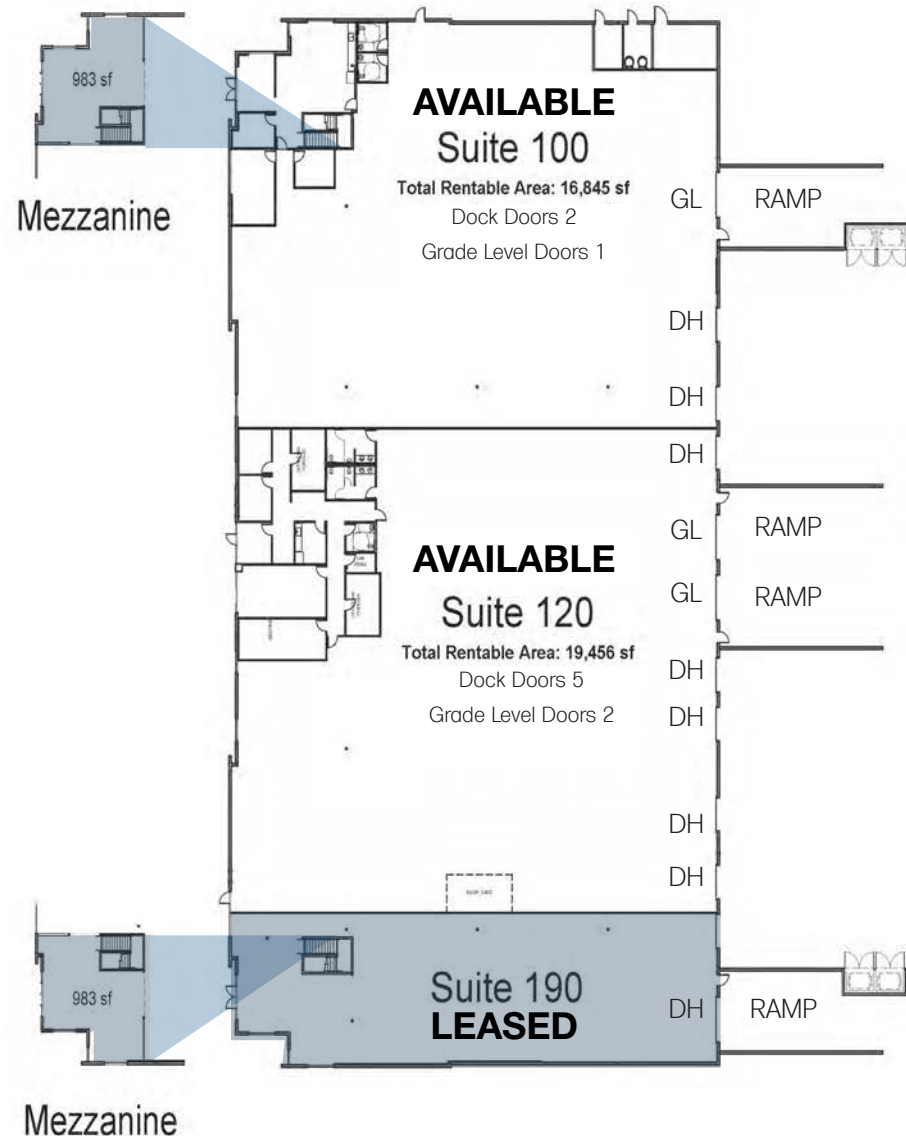 983 sf
Mezzanine
AVAILABLE
Suite 100
Total Rentable Area: 16,845 sf
Dock Doors 2
Grade Level Doors 1
GL
RAMP
DH
DH
DH
AVAILABLE
Suite 120
Total Rentable Area: 19,456 sf
Dock Doors 5
Grade Level Doors 2
GL
RAMP
GL
RAMP
DH
DH
DH
DH
983 sf
Mezzanine
Suite 190
LEASED
DH
RAMP